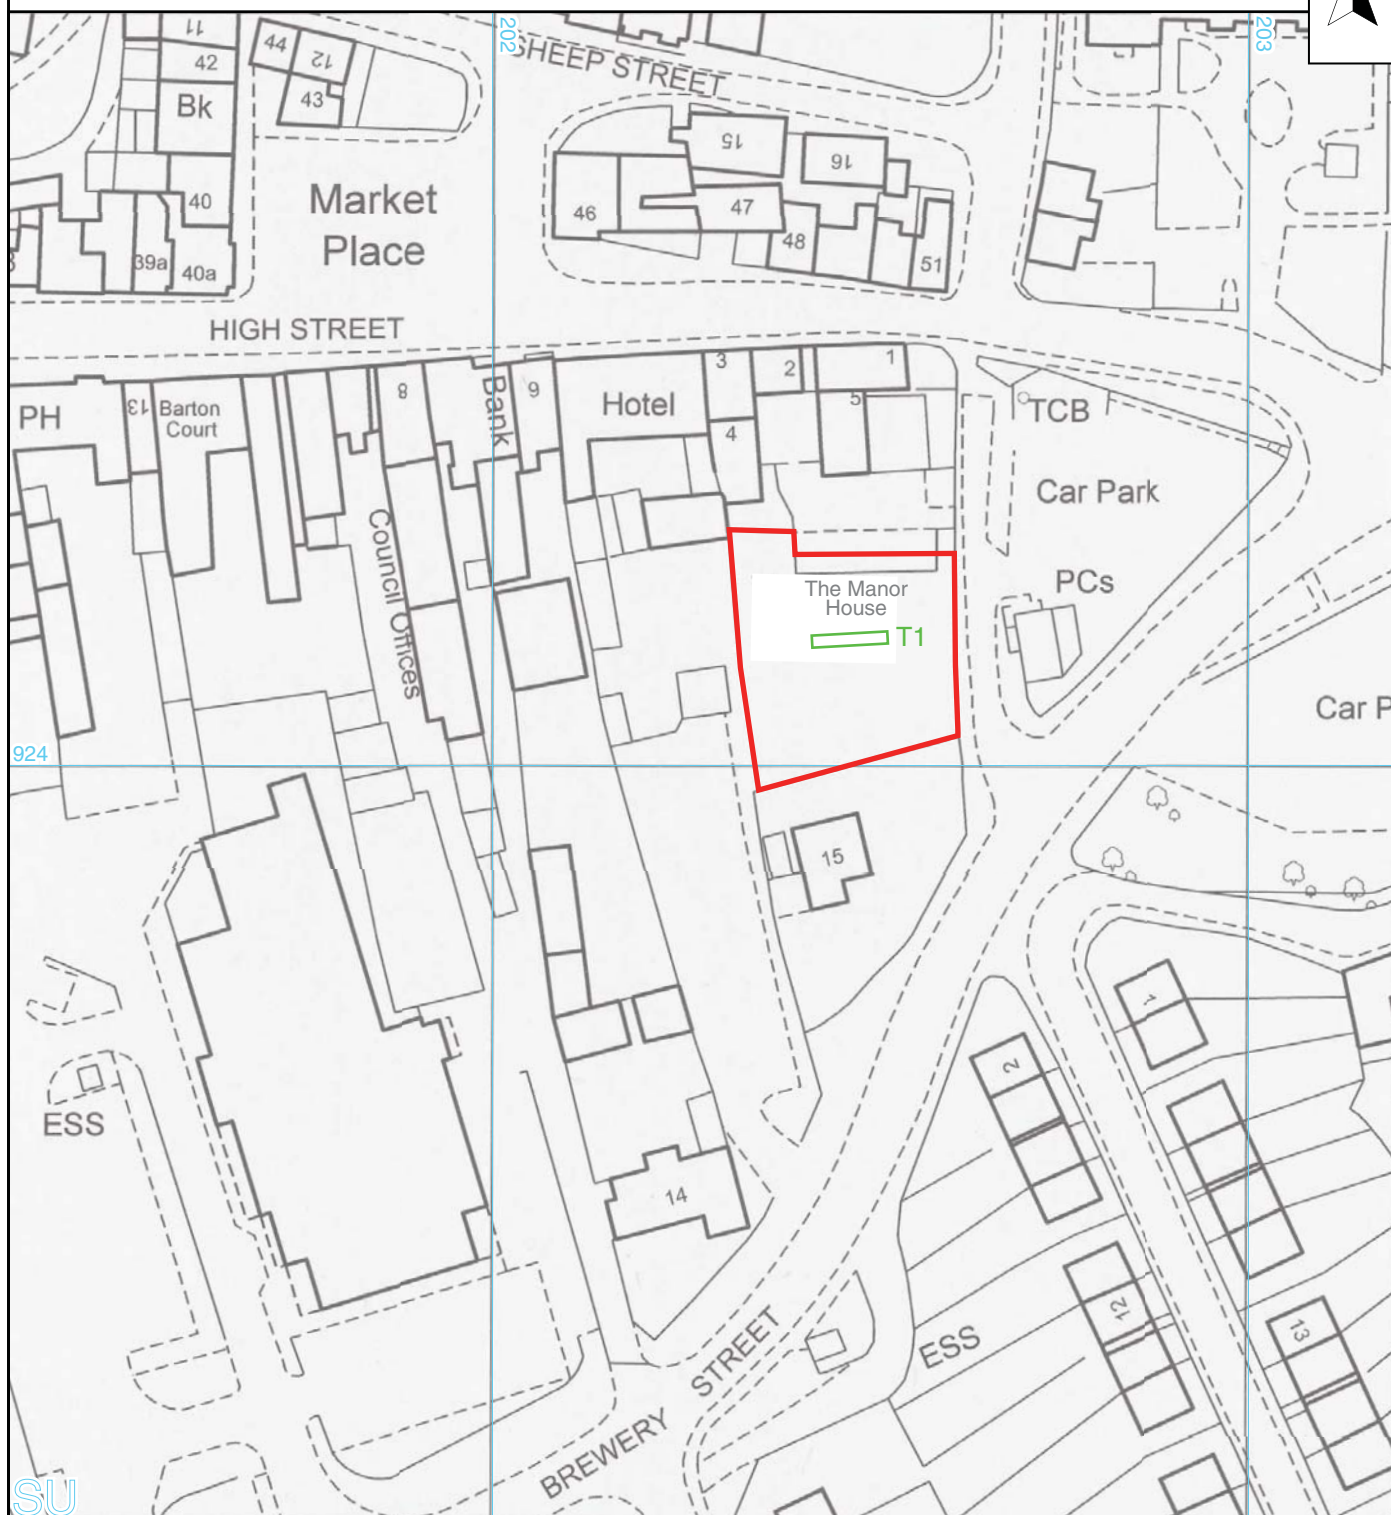 202
203
SHEEP STREET
11
42
Bk
44
12
43
40
39a
40a
Market
Place
15
16
46
47
48
51
HIGH STREET
PH
13
Barton
Court
8
Bank
9
Hotel
3
2
1
4
5
TCB
Car Park
Council Offices
PCs
The Manor
House
T1
Car P
924
15
ESS
14
1
2
12
13
ESS
BREWERY STREET
SU